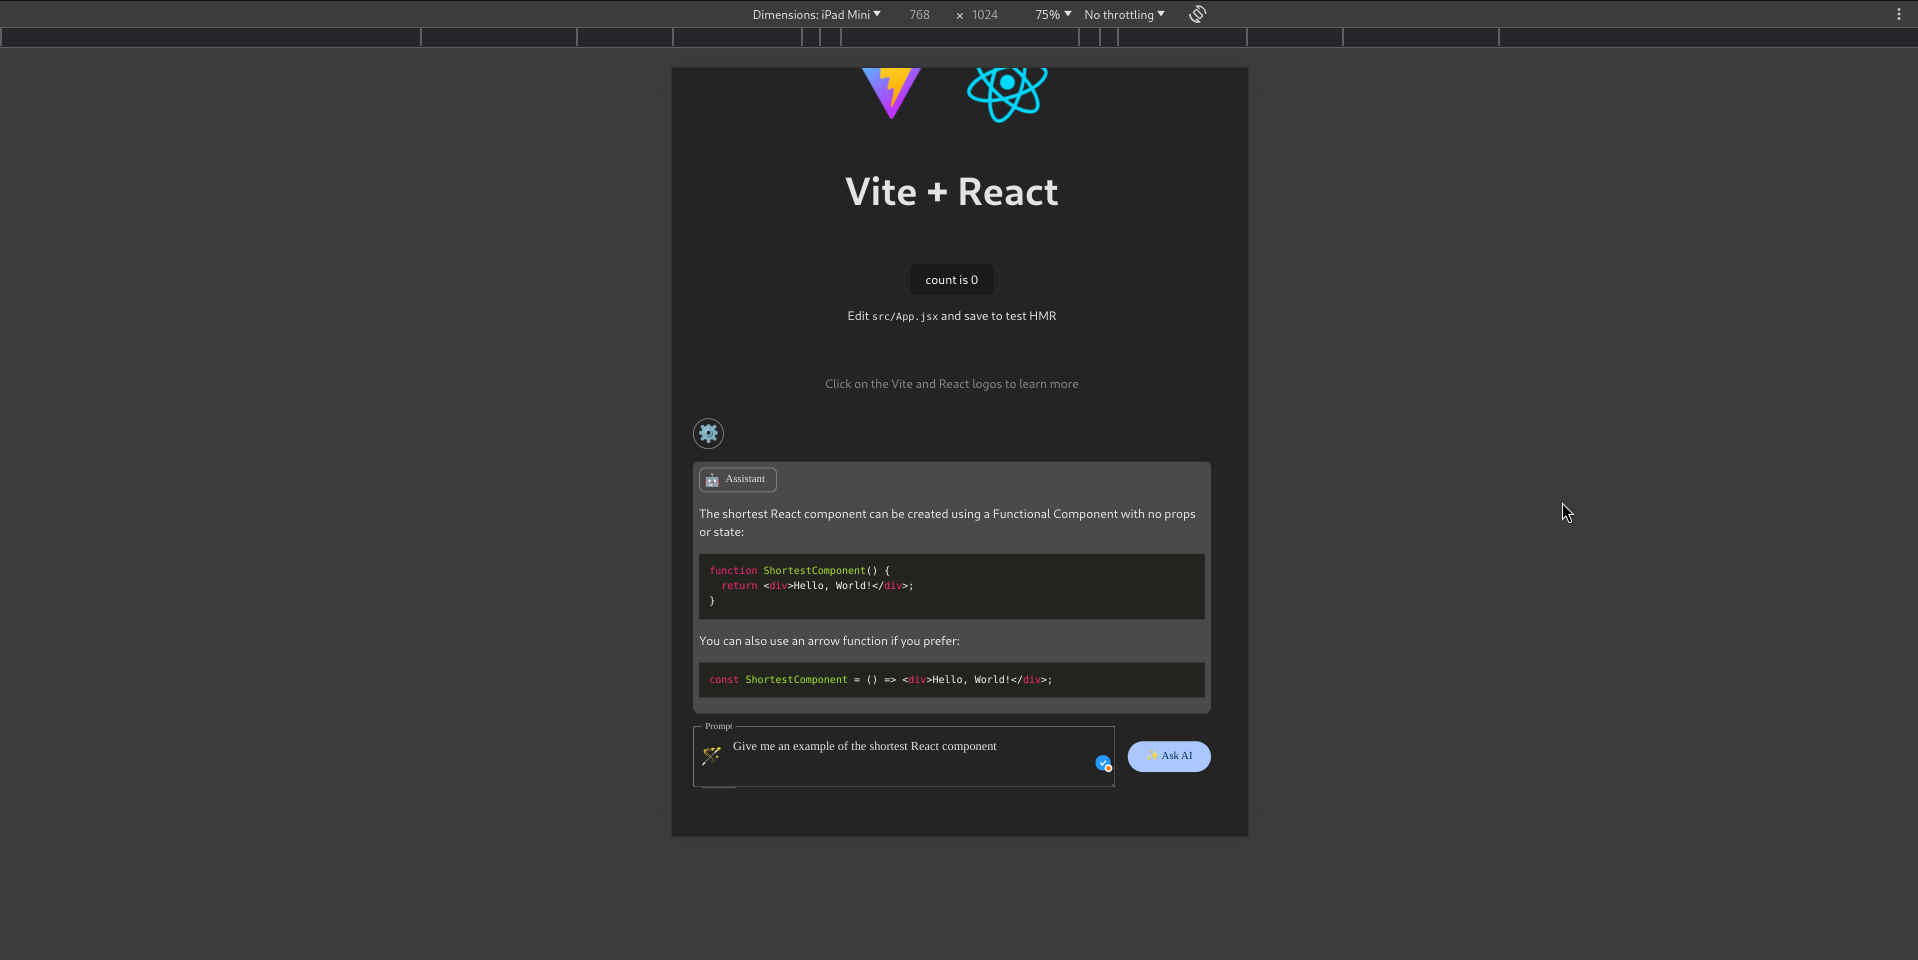 Dimensions: iPad Mini 768 × 1024 75% No throttling
Vite + React
count is 0
Edit src/App.jsx and save to test HMR
Click on the Vite and React logos to learn more
Assistant
The shortest React component can be created using a Functional Component with no props
or state:
function ShortestComponent() {
  return <div>Hello, World!</div>;
}
You can also use an arrow function if you prefer:
const ShortestComponent = () => <div>Hello, World!</div>;
Prompt
Give me an example of the shortest React component
✨ Ask AI